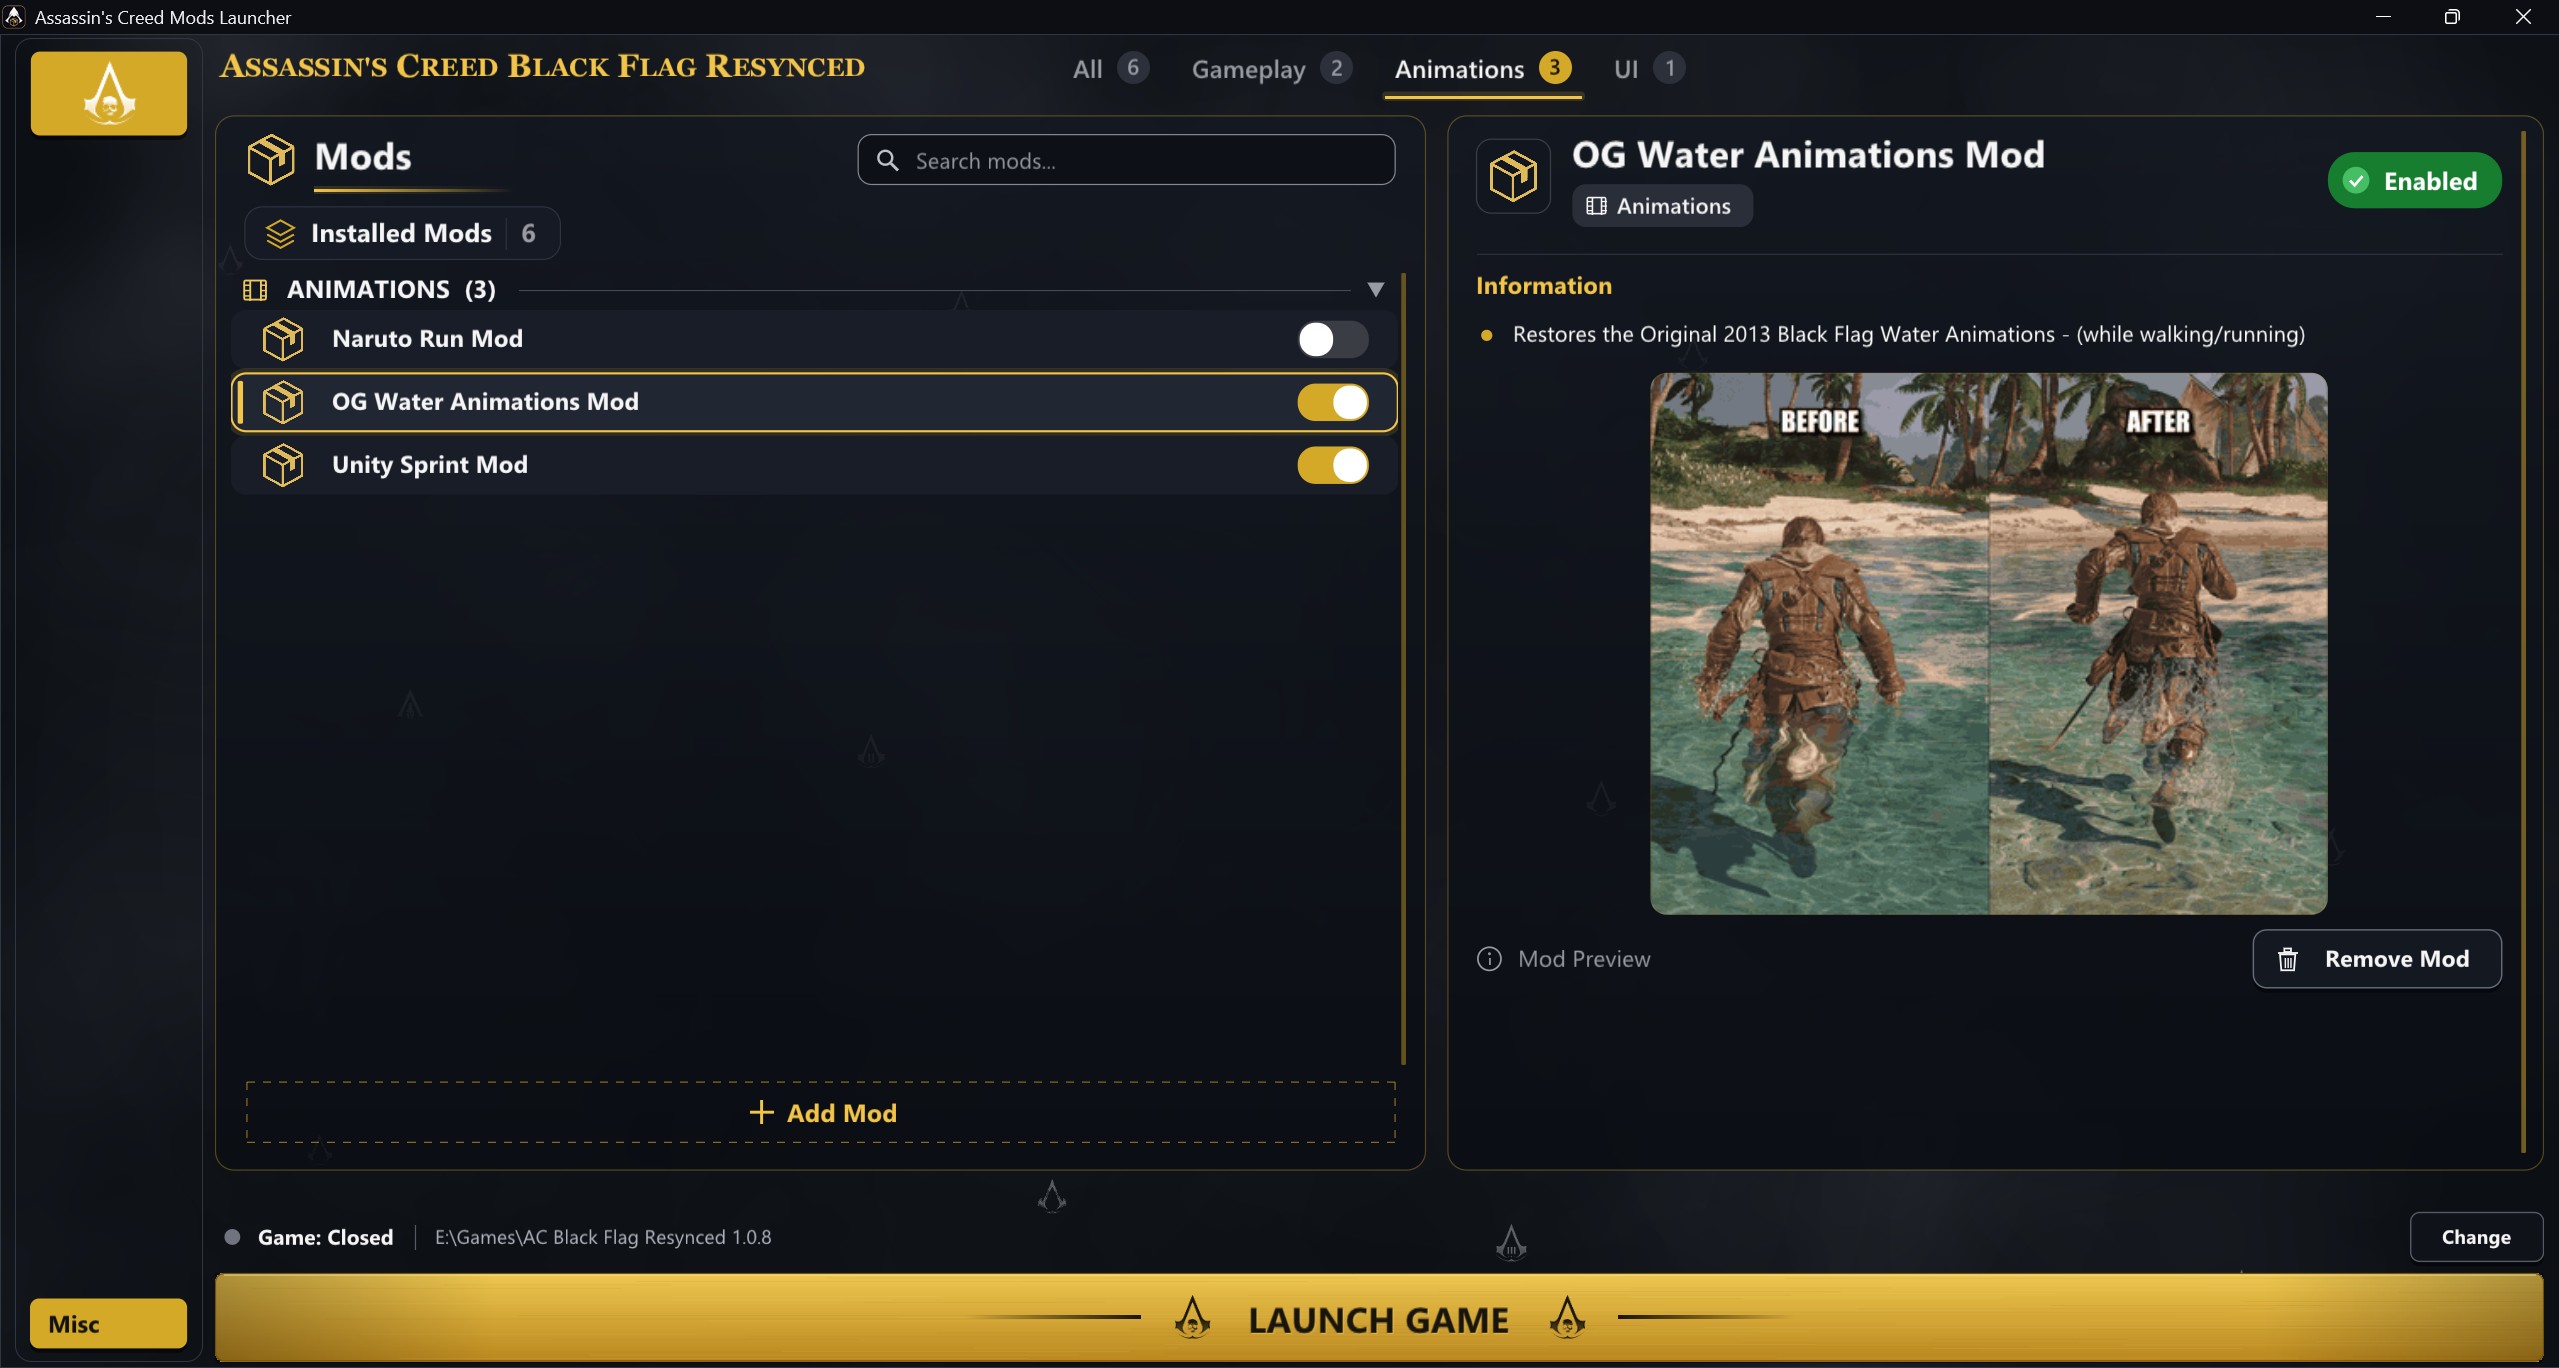 Assassin's Creed Mods Launcher
ASSASSIN'S CREED BLACK FLAG RESYNCED
All 6
Gameplay 2
Animations 3
UI 1
Mods
Search mods...
Installed Mods 6
ANIMATIONS (3)
Naruto Run Mod
OG Water Animations Mod
Unity Sprint Mod
Add Mod
OG Water Animations Mod
Animations
Enabled
Information
Restores the Original 2013 Black Flag Water Animations - (while walking/running)
BEFORE
AFTER
Mod Preview
Remove Mod
Game: Closed
E:\Games\AC Black Flag Resynced 1.0.8
Change
Misc
LAUNCH GAME